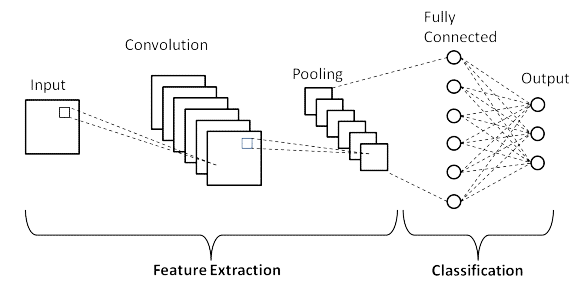 Input
Convolution
Pooling
Fully
Connected
Output
Feature Extraction
Classification